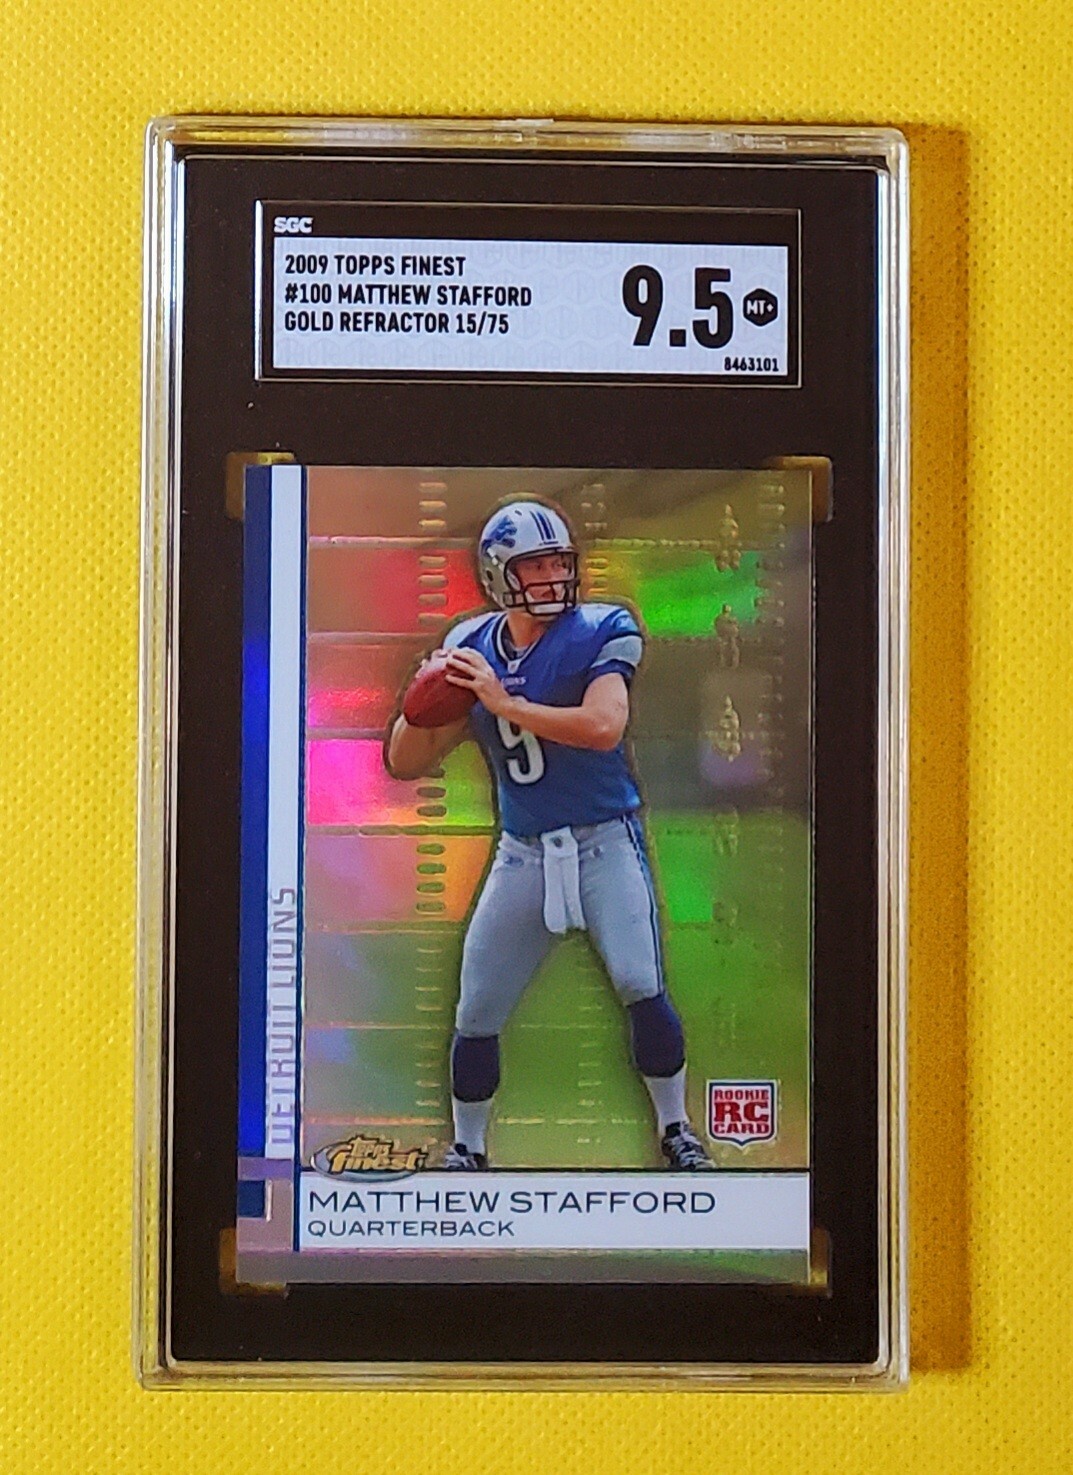 SGC
2009 TOPPS FINEST
#100 MATTHEW STAFFORD
GOLD REFRACTOR 15/75
9.5
MT+
8463101
LIONS
9
DETROIT LIONS
ROOKIE
RC
CARD
Topps
finest
MATTHEW STAFFORD
QUARTERBACK